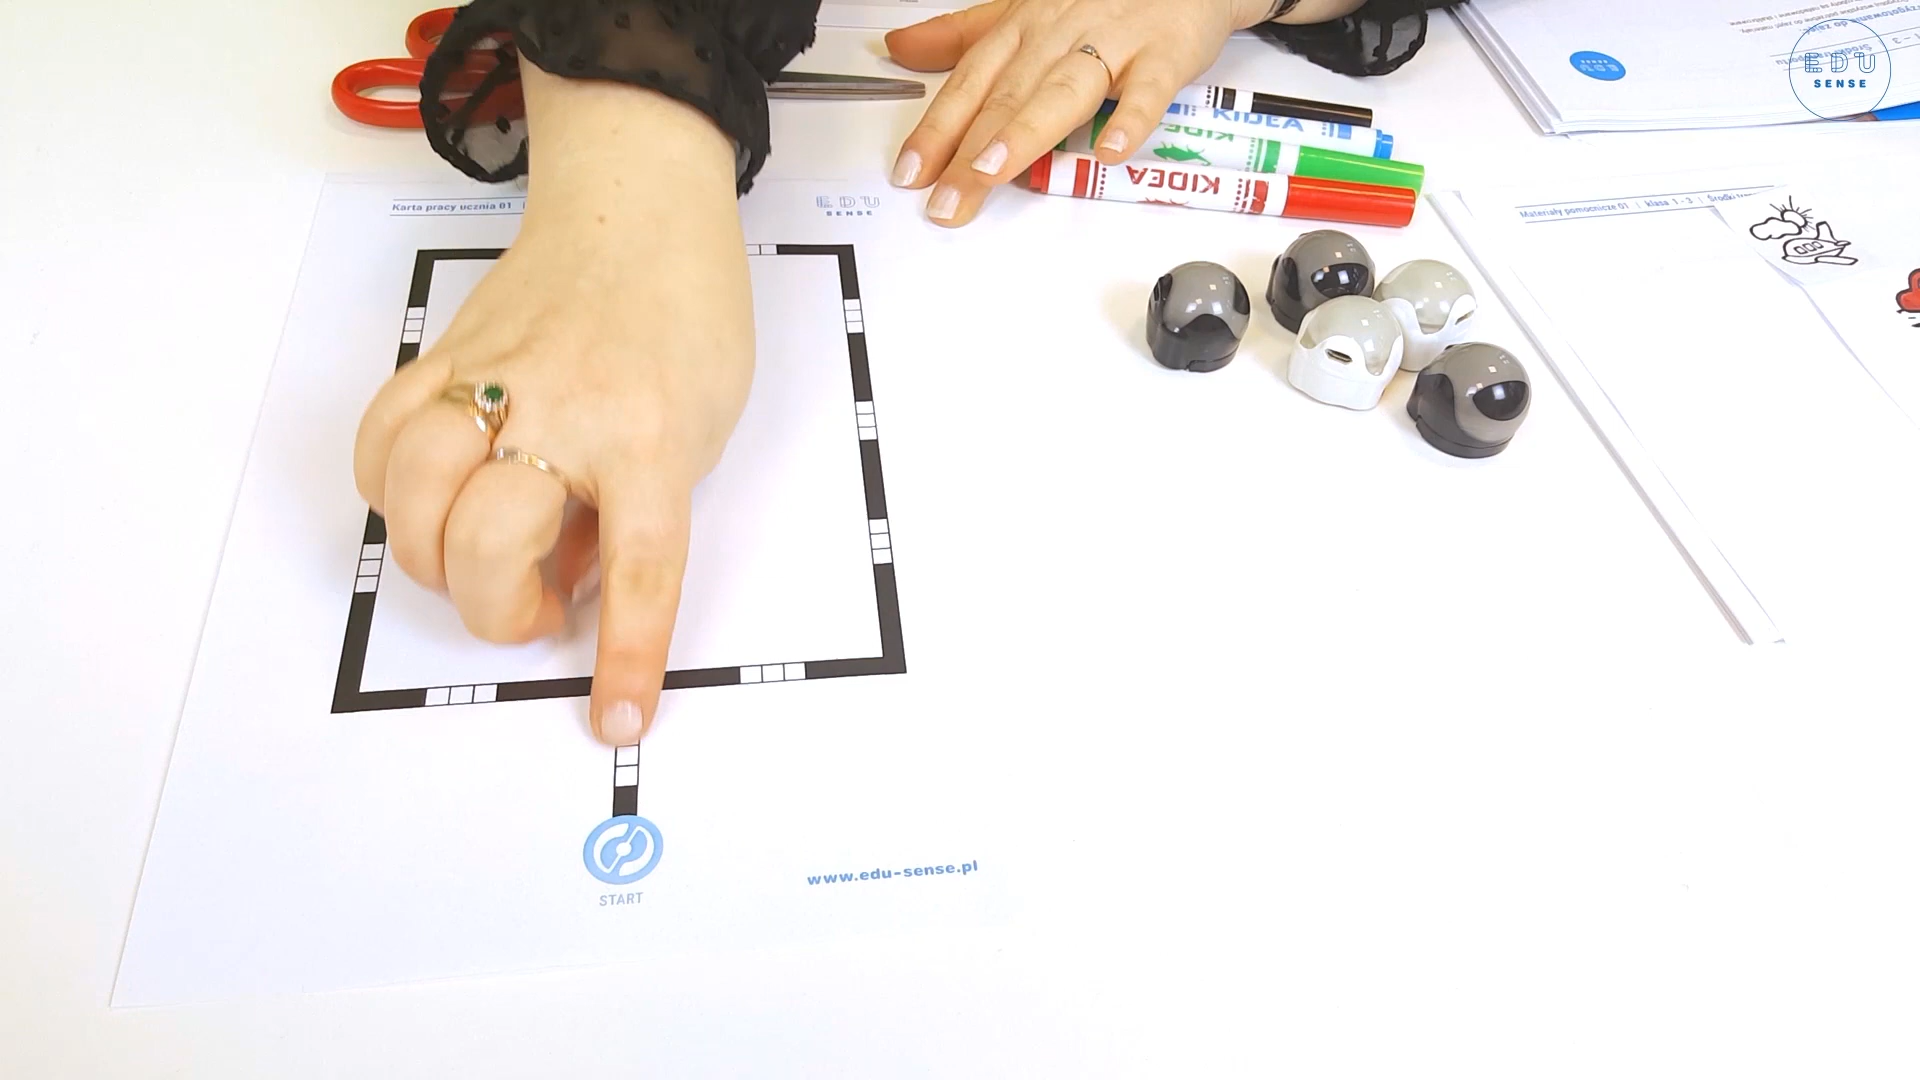 EDU
SENSE
KIDEA
KIDEA
KIDEA
Karta pracy ucznia 01 |
EDU
SENSE
Materiały pomocnicze 01 | klasa 1 - 3 |
START
www.edu-sense.pl